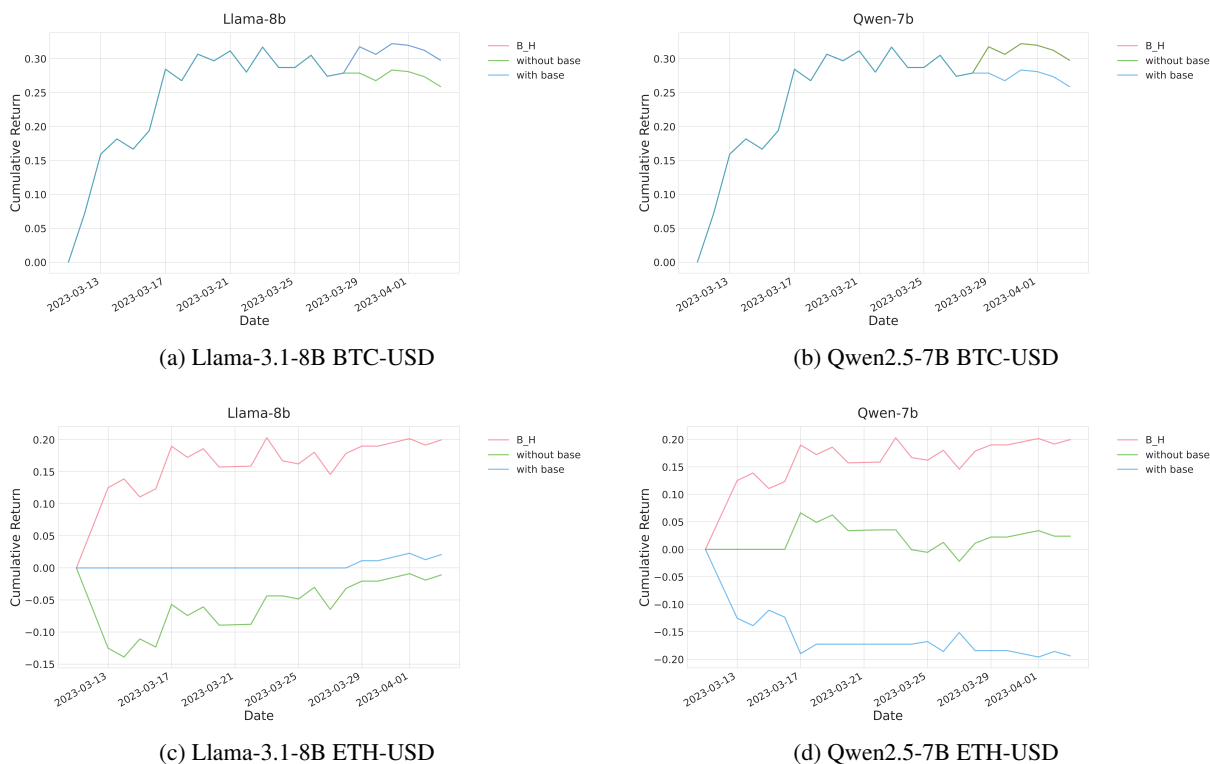 Llama-8b
Cumulative Return
0.30
0.25
0.20
0.15
0.10
0.05
0.00
2023-03-13
2023-03-17
2023-03-21
2023-03-25
2023-03-29
2023-04-01
Date
B_H
without base
with base
(a) Llama-3.1-8B BTC-USD
Qwen-7b
Cumulative Return
0.30
0.25
0.20
0.15
0.10
0.05
0.00
2023-03-13
2023-03-17
2023-03-21
2023-03-25
2023-03-29
2023-04-01
Date
B_H
without base
with base
(b) Qwen2.5-7B BTC-USD
Llama-8b
Cumulative Return
0.20
0.15
0.10
0.05
0.00
−0.05
−0.10
−0.15
2023-03-13
2023-03-17
2023-03-21
2023-03-25
2023-03-29
2023-04-01
Date
B_H
without base
with base
(c) Llama-3.1-8B ETH-USD
Qwen-7b
Cumulative Return
0.20
0.15
0.10
0.05
0.00
−0.05
−0.10
−0.15
−0.20
2023-03-13
2023-03-17
2023-03-21
2023-03-25
2023-03-29
2023-04-01
Date
B_H
without base
with base
(d) Qwen2.5-7B ETH-USD